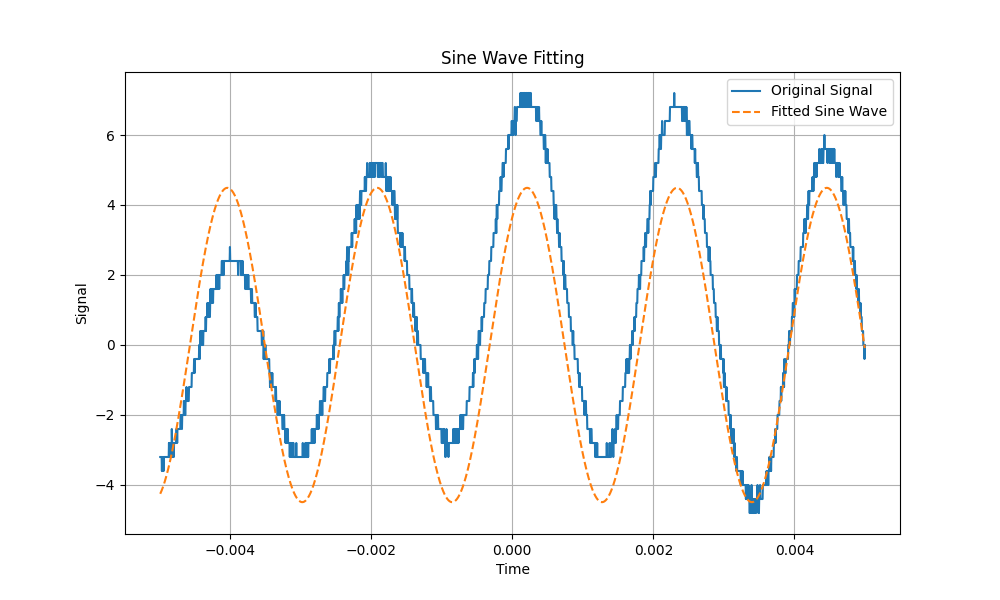 Sine Wave Fitting
Original Signal
Fitted Sine Wave
6
4
2
0
−2
−4
Signal
−0.004 −0.002 0.000 0.002 0.004
Time